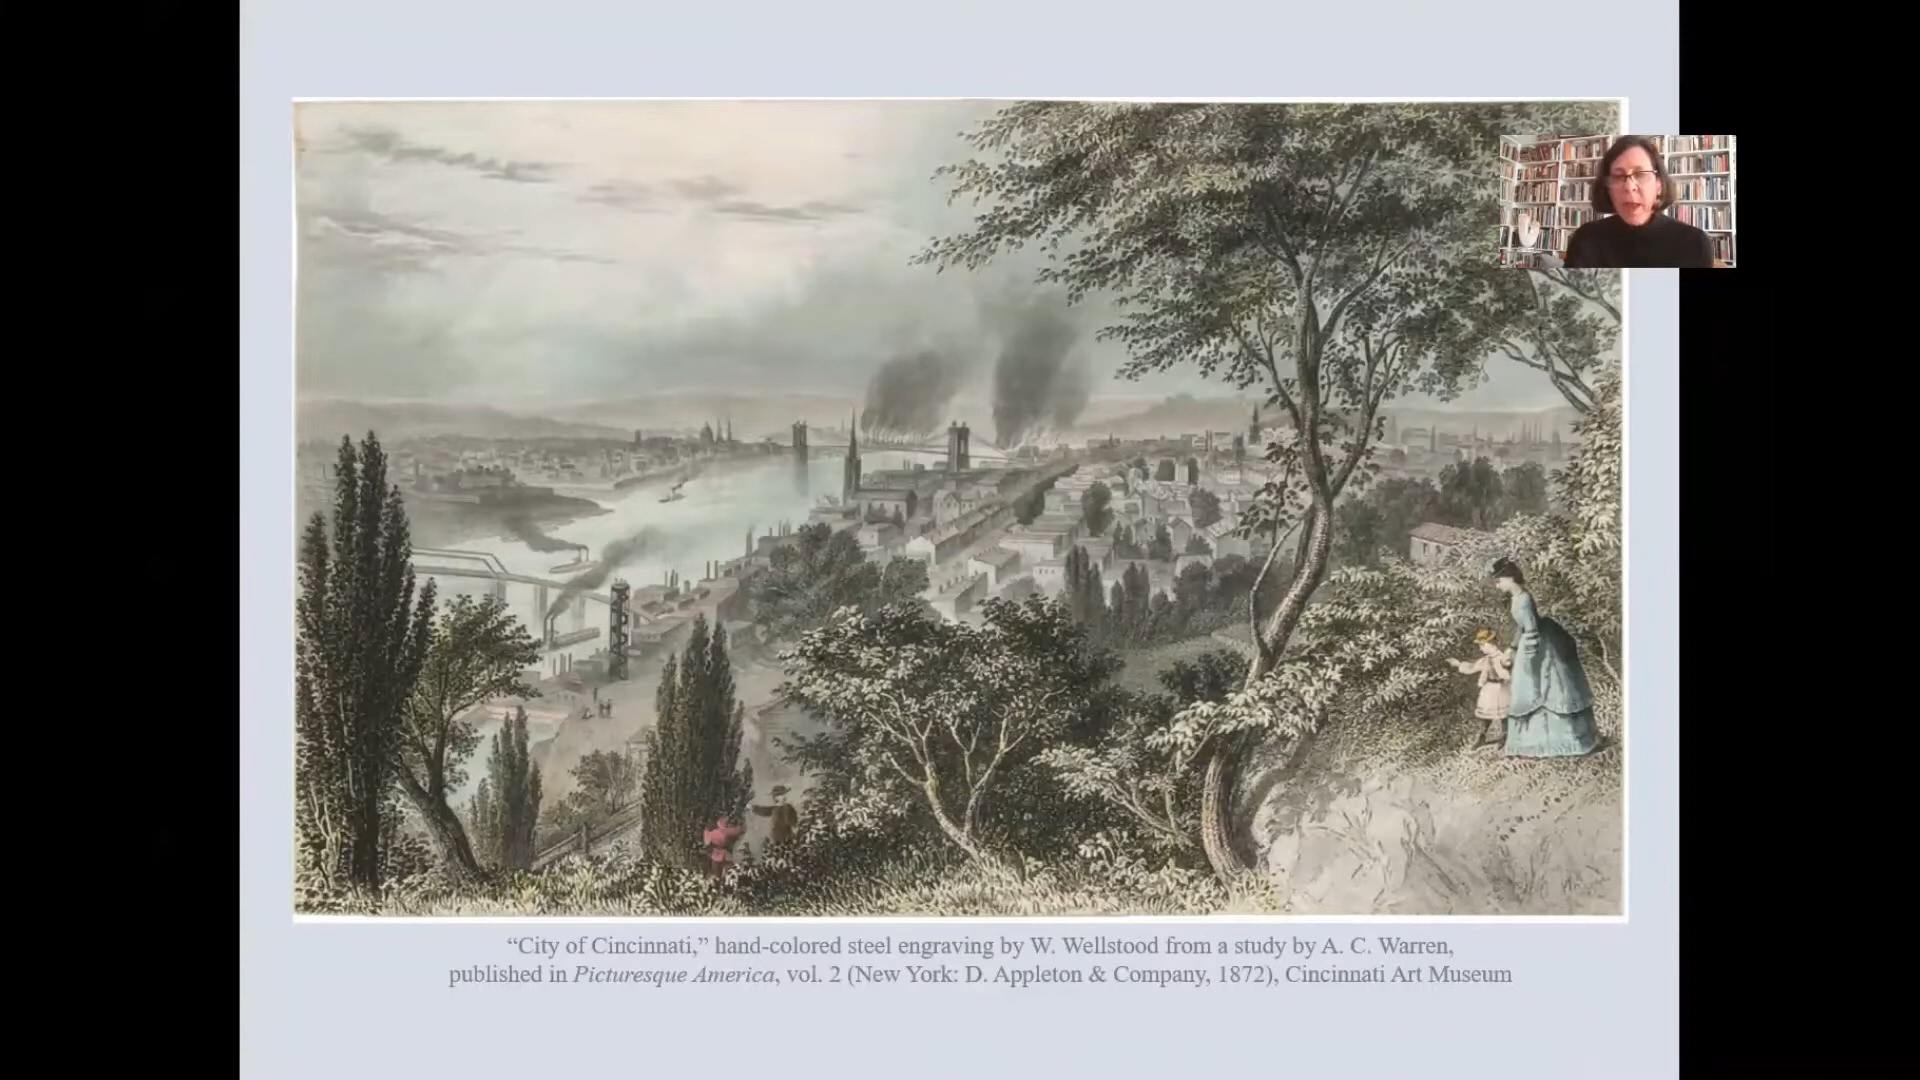 “City of Cincinnati,” hand-colored steel engraving by W. Wellstood from a study by A. C. Warren,
published in Picturesque America, vol. 2 (New York: D. Appleton & Company, 1872), Cincinnati Art Museum